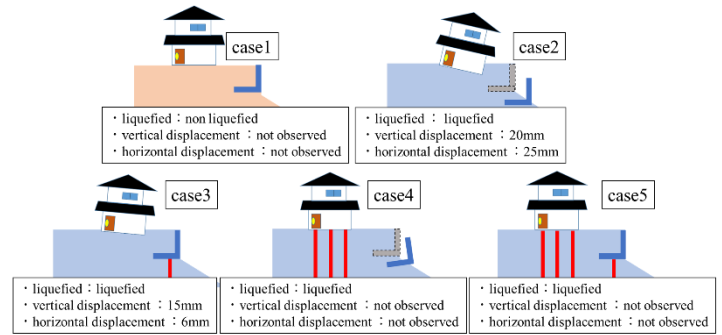 case1
・liquefied：non liquefied
・vertical displacement ：not observed
・horizontal displacement ：not observed
case2
・liquefied ： liquefied
・vertical displacement ：20mm
・horizontal displacement ：25mm
case3
・liquefied：liquefied
・vertical displacement ：15mm
・horizontal displacement ：6mm
case4
・liquefied：liquefied
・vertical displacement ：not observed
・horizontal displacement ：not observed
case5
・liquefied：liquefied
・vertical displacement ：not observed
・horizontal displacement ：not observed